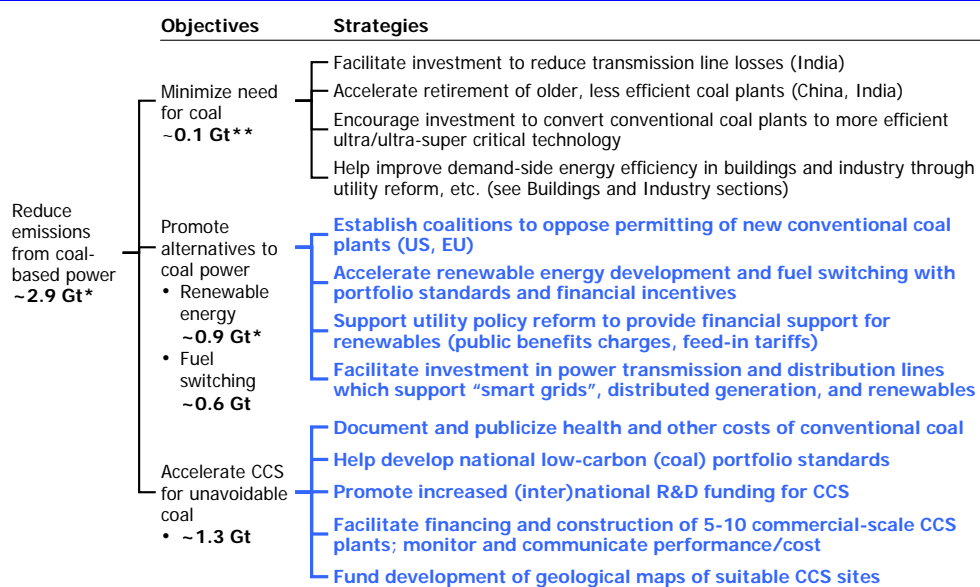 Objectives
Strategies
Reduce
emissions
from coal-
based power
~2.9 Gt*
Minimize need
for coal
~0.1 Gt**
Facilitate investment to reduce transmission line losses (India)
Accelerate retirement of older, less efficient coal plants (China, India)
Encourage investment to convert conventional coal plants to more efficient
ultra/ultra-super critical technology
Help improve demand-side energy efficiency in buildings and industry through
utility reform, etc. (see Buildings and Industry sections)
Promote
alternatives to
coal power
• Renewable
energy
~0.9 Gt*
• Fuel
switching
~0.6 Gt
Establish coalitions to oppose permitting of new conventional coal
plants (US, EU)
Accelerate renewable energy development and fuel switching with
portfolio standards and financial incentives
Support utility policy reform to provide financial support for
renewables (public benefits charges, feed-in tariffs)
Facilitate investment in power transmission and distribution lines
which support “smart grids”, distributed generation, and renewables
Accelerate CCS
for unavoidable
coal
• ~1.3 Gt
Document and publicize health and other costs of conventional coal
Help develop national low-carbon (coal) portfolio standards
Promote increased (inter)national R&D funding for CCS
Facilitate financing and construction of 5-10 commercial-scale CCS
plants; monitor and communicate performance/cost
Fund development of geological maps of suitable CCS sites